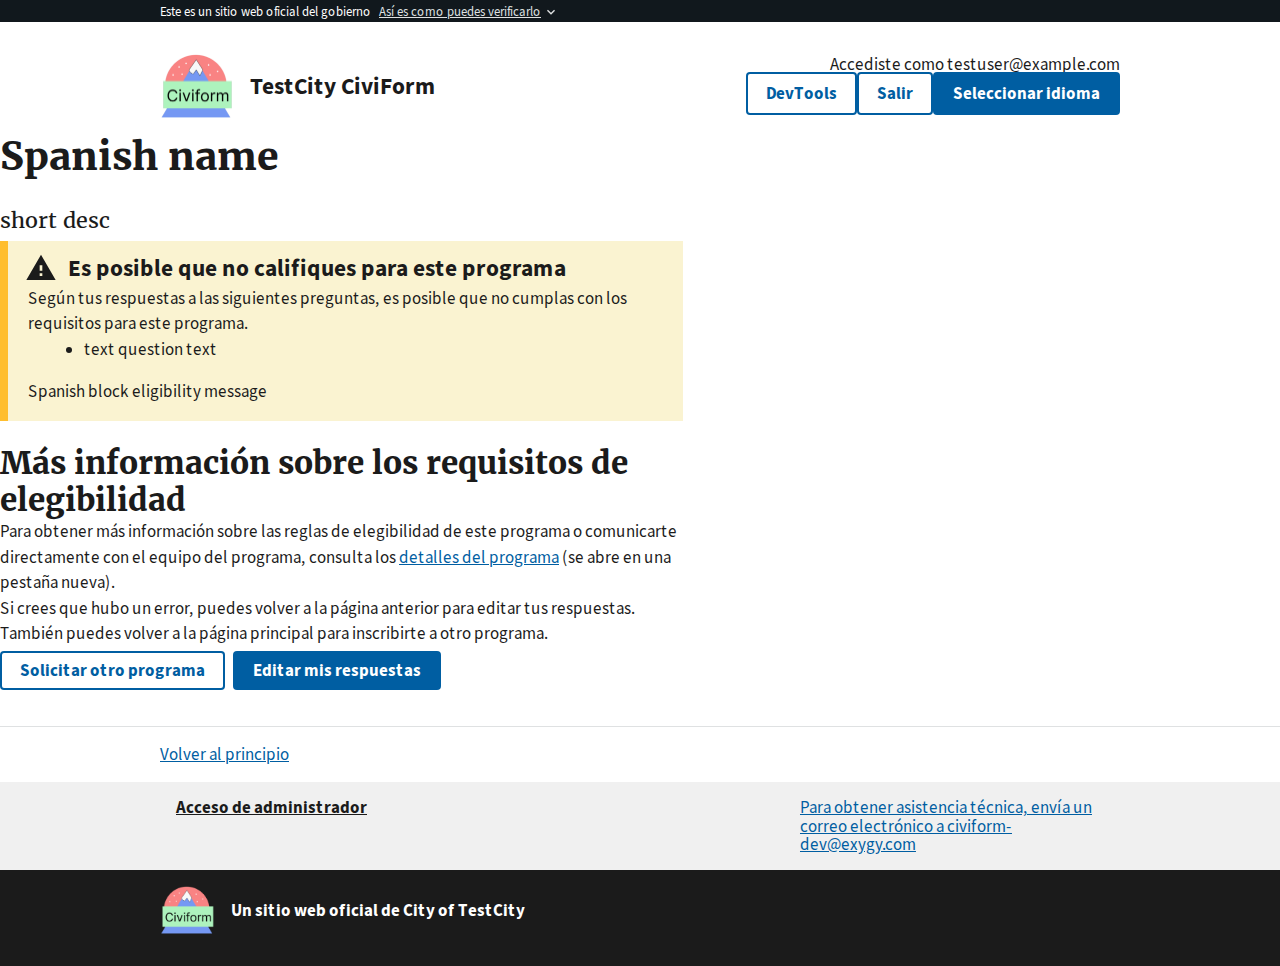 Este es un sitio web oficial del gobierno Así es como puedes verificarlo
Civiform
TestCity CiviForm
Accediste como testuser@example.com
DevTools
Salir
Seleccionar idioma
Spanish name
short desc
Es posible que no califiques para este programa
Según tus respuestas a las siguientes preguntas, es posible que no cumplas con los
requisitos para este programa.
• text question text
Spanish block eligibility message
Más información sobre los requisitos de
elegibilidad
Para obtener más información sobre las reglas de elegibilidad de este programa o comunicarte
directamente con el equipo del programa, consulta los detalles del programa (se abre en una
pestaña nueva).
Si crees que hubo un error, puedes volver a la página anterior para editar tus respuestas.
También puedes volver a la página principal para inscribirte a otro programa.
Solicitar otro programa
Editar mis respuestas
Volver al principio
Acceso de administrador
Para obtener asistencia técnica, envía un
correo electrónico a civiform-
dev@exygy.com
Civiform
Un sitio web oficial de City of TestCity